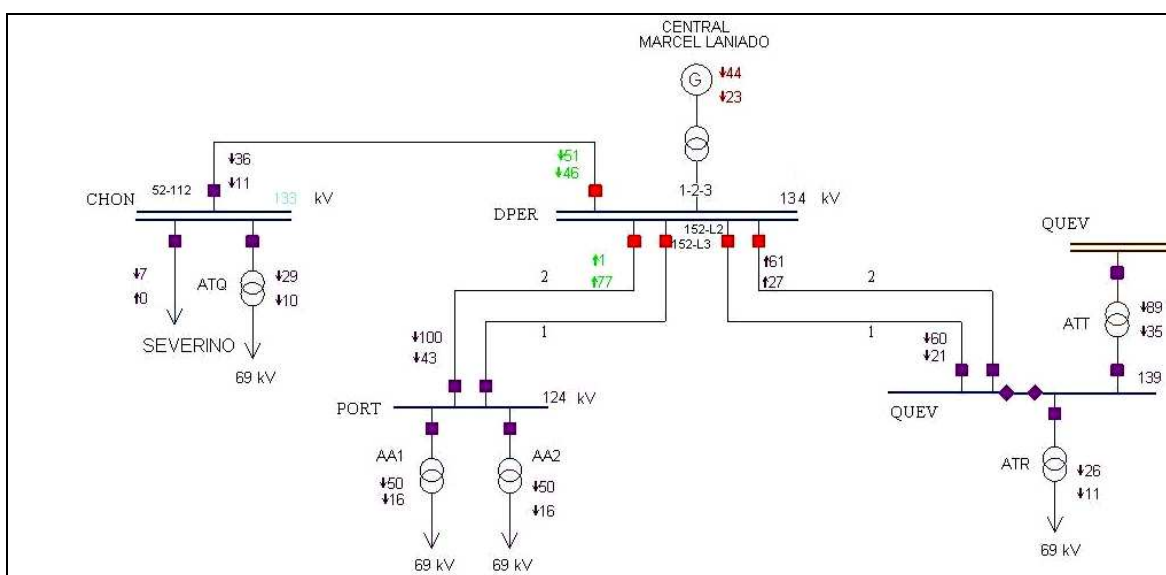 CENTRAL
MARCEL LANIADO
G
↓44
↓23
↓36
↓11
52-112
CHON
133 kV
↓51
↓46
1-2-3
134 kV
DPER
152-L2
152-L3
QUEV
↓7
↑0
ATQ
↓29
↓10
SEVERINO
69 kV
↑1
↑77
2
1
↑61
↑27
2
1
ATT
↓89
↓35
↓100
↓43
↓60
↓21
139
PORT
124 kV
QUEV
AA1
↓50
↓16
AA2
↓50
↓16
ATR
↓26
↓11
69 kV
69 kV
69 kV